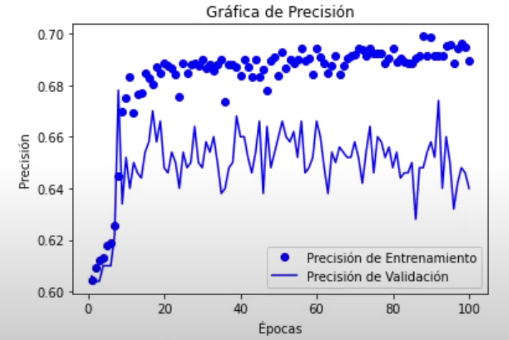 Gráfica de Precisión
0.70
0.68
0.66
0.64
0.62
0.60
Precisión
0
20
40
60
80
100
Épocas
Precisión de Entrenamiento
Precisión de Validación